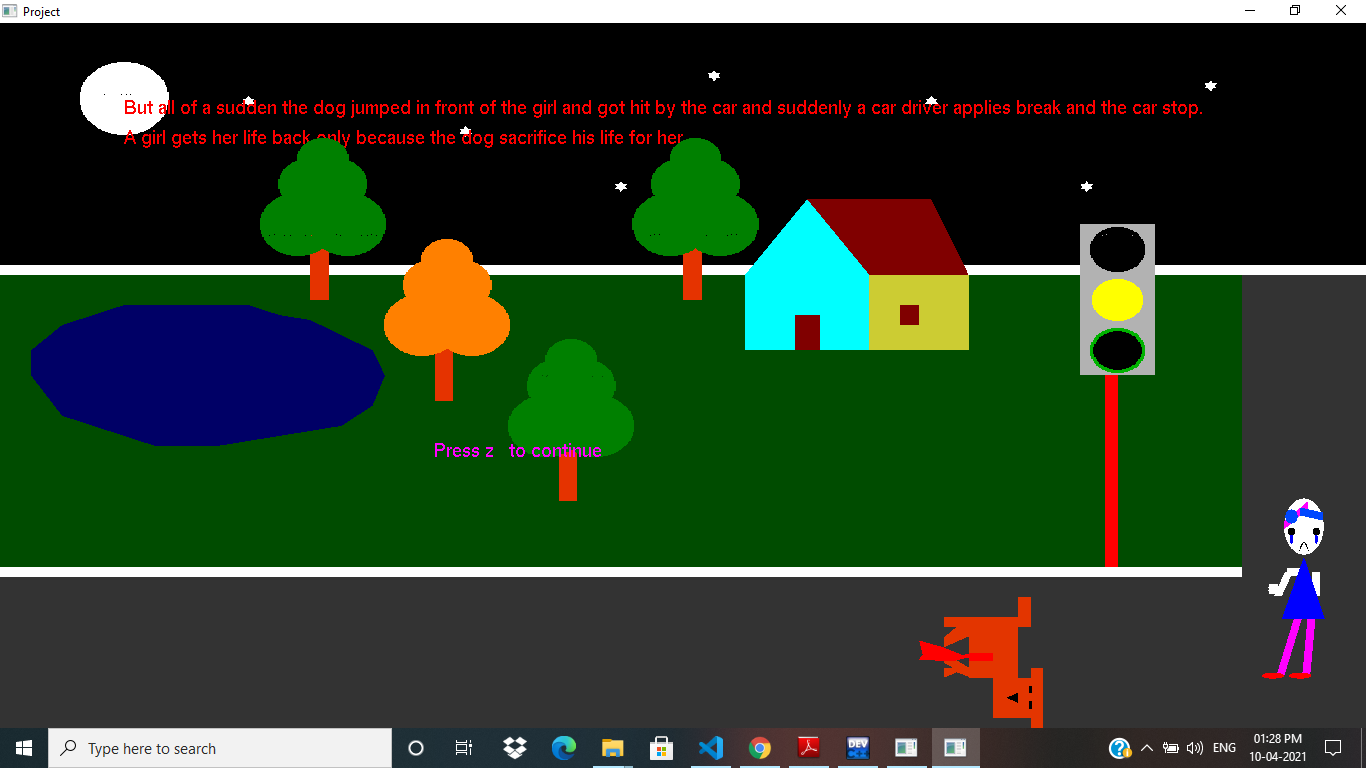 Project
But all of a sudden the dog jumped in front of the girl and got hit by the car and suddenly a car driver applies break and the car stop.
A girl gets her life back only because the dog sacrifice his life for her
Press z to continue
Type here to search
DEV
ENG
01:28 PM
10-04-2021